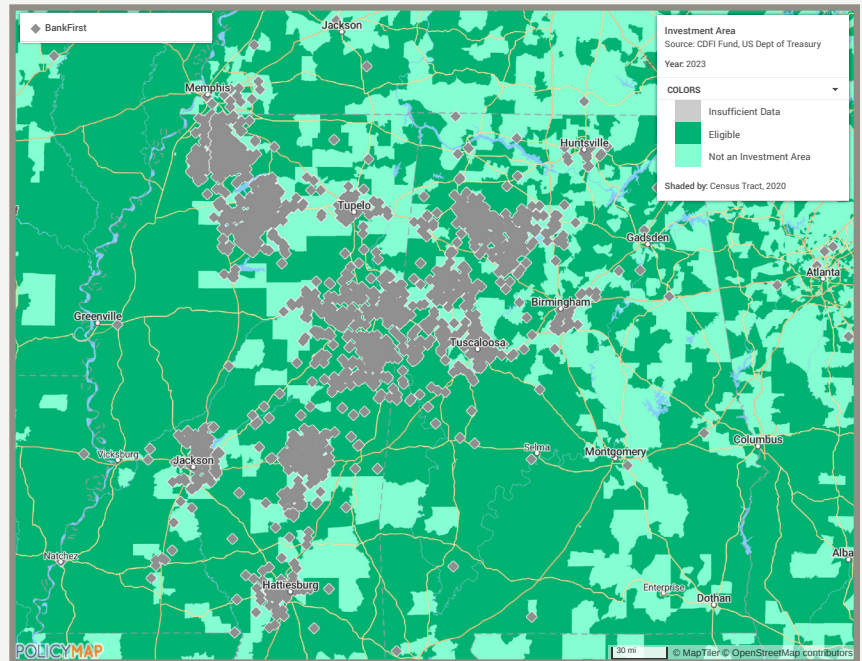 BankFirst
Investment Area
Source: CDFI Fund, US Dept of Treasury
Year: 2023
COLORS
Insufficient Data
Eligible
Not an Investment Area
Shaded by: Census Tract, 2020
Jackson
Memphis
Huntsville
Tupelo
Gadsden
Atlanta
Birmingham
Greenville
Tuscaloosa
Columbus
Selma
Montgomery
Vicksburg
Jackson
Natchez
Alba
Hattiesburg
Enterprise
Dothan
POLICYMAP
30 mi
© MapTiler © OpenStreetMap contributors